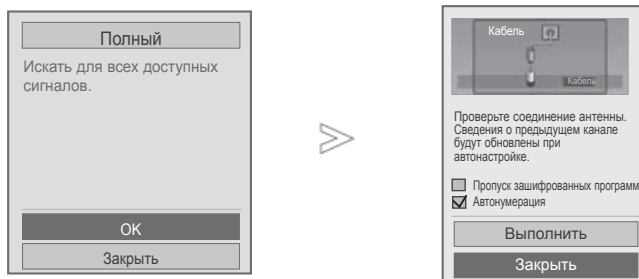 Полный
Искать для всех доступных
сигналов.
OK
Закрыть
Кабель
Кабель
Проверьте соединение антенны.
Сведения о предыдущем канале
будут обновлены при
автонастройке.
Пропуск зашифрованных программ
Автонумерация
Выполнить
Закрыть